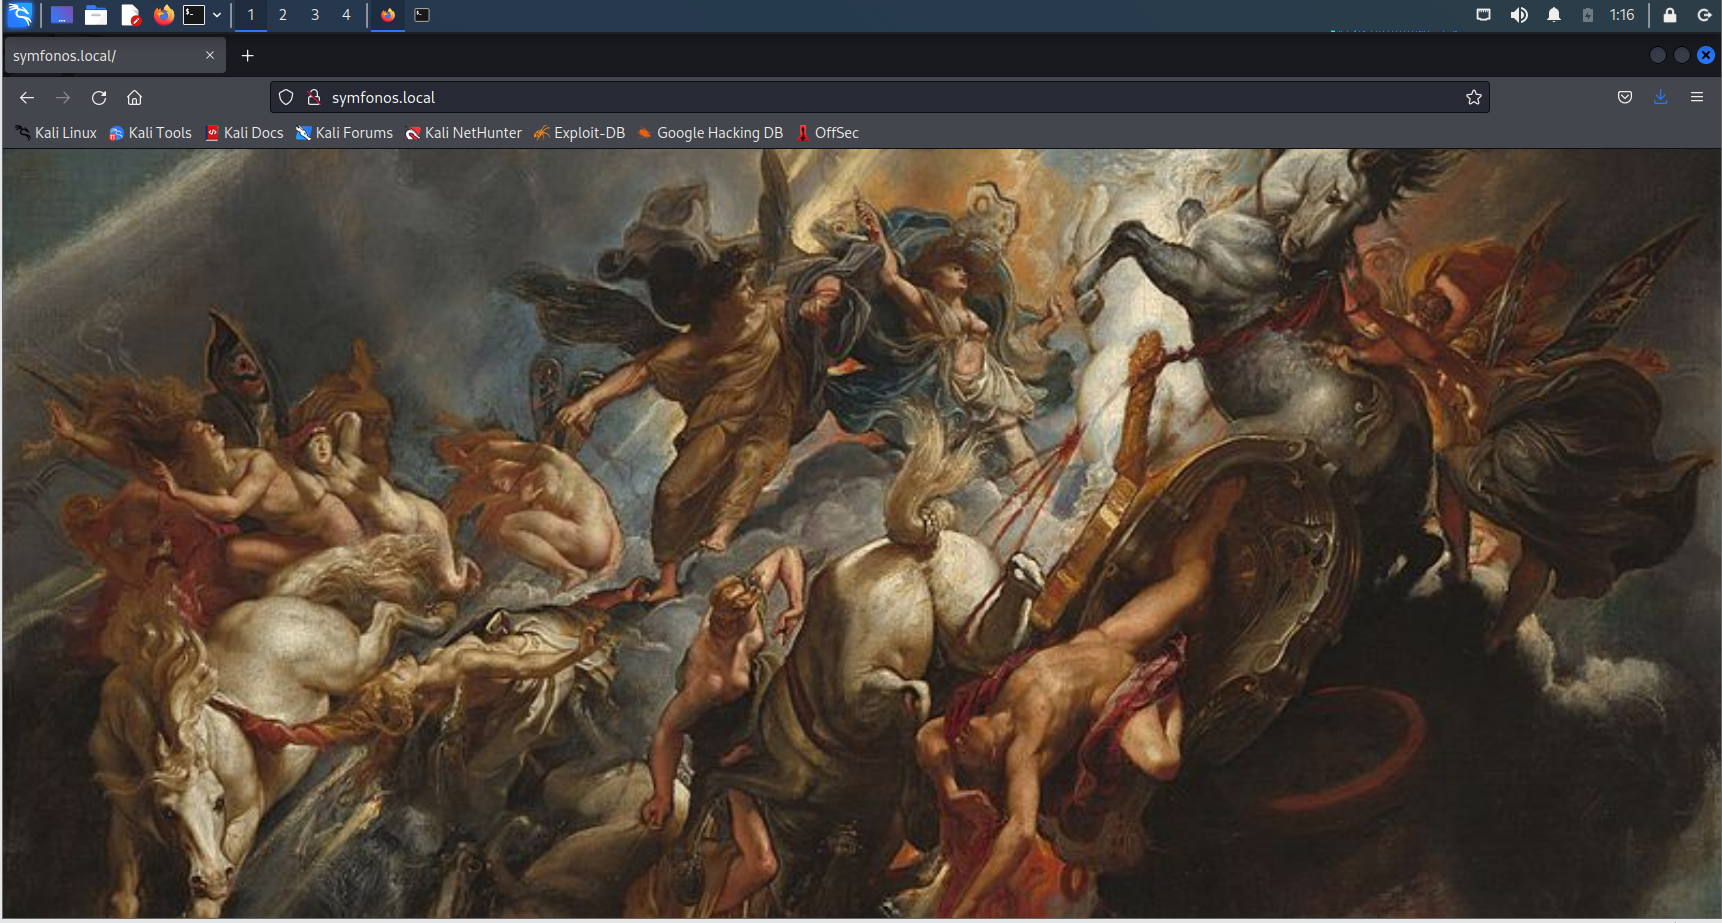 1 2 3 4 1:16
symfonos.local/
symfonos.local
Kali Linux Kali Tools Kali Docs Kali Forums Kali NetHunter Exploit-DB Google Hacking DB OffSec